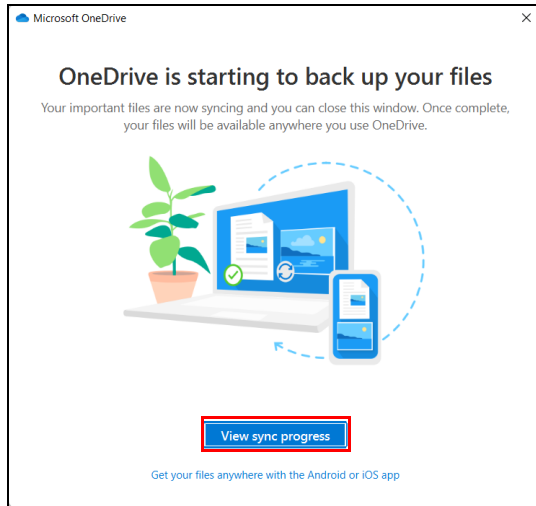 Microsoft OneDrive
OneDrive is starting to back up your files
Your important files are now syncing and you can close this window. Once complete,
your files will be available anywhere you use OneDrive.
View sync progress
Get your files anywhere with the Android or iOS app